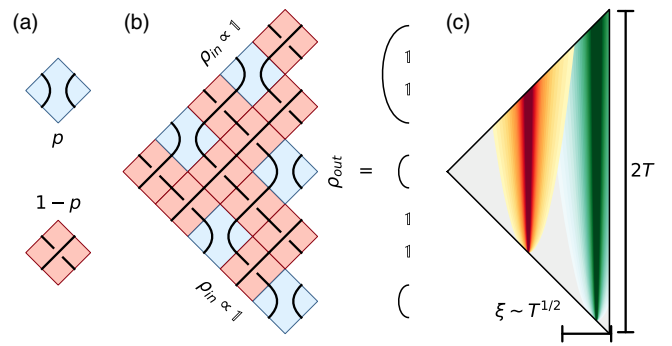 (a)
p
1 − p
(b)
ρ_in ∝ 𝟙
ρ_in ∝ 𝟙
ρ_out =
𝟙
𝟙
𝟙
𝟙
(c)
2T
ξ ~ T^{1/2}